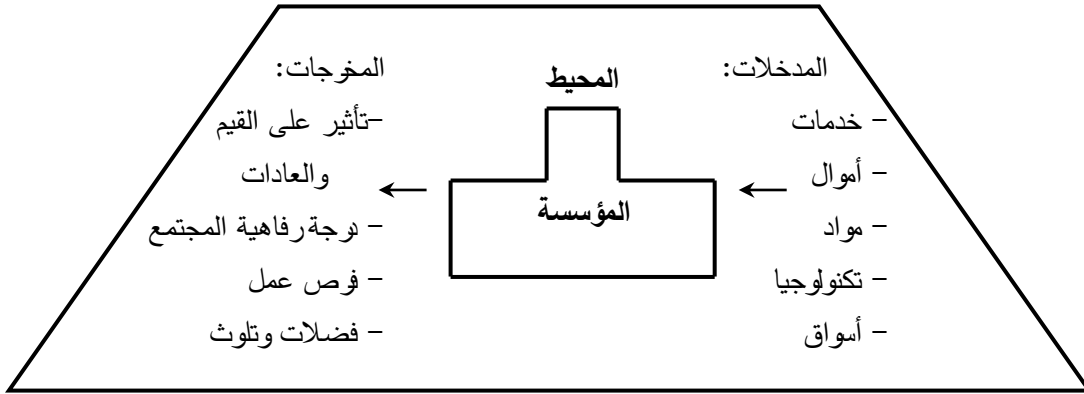 المدخلات:
- خدمات
- أموال
- مواد
- تكنولوجيا
- أسواق
المحيط
المؤسسة
المخرجات:
-تأثير على القيم
والعادات
- درجة رفاهية المجتمع
- فرص عمل
- فضلات وتلوث